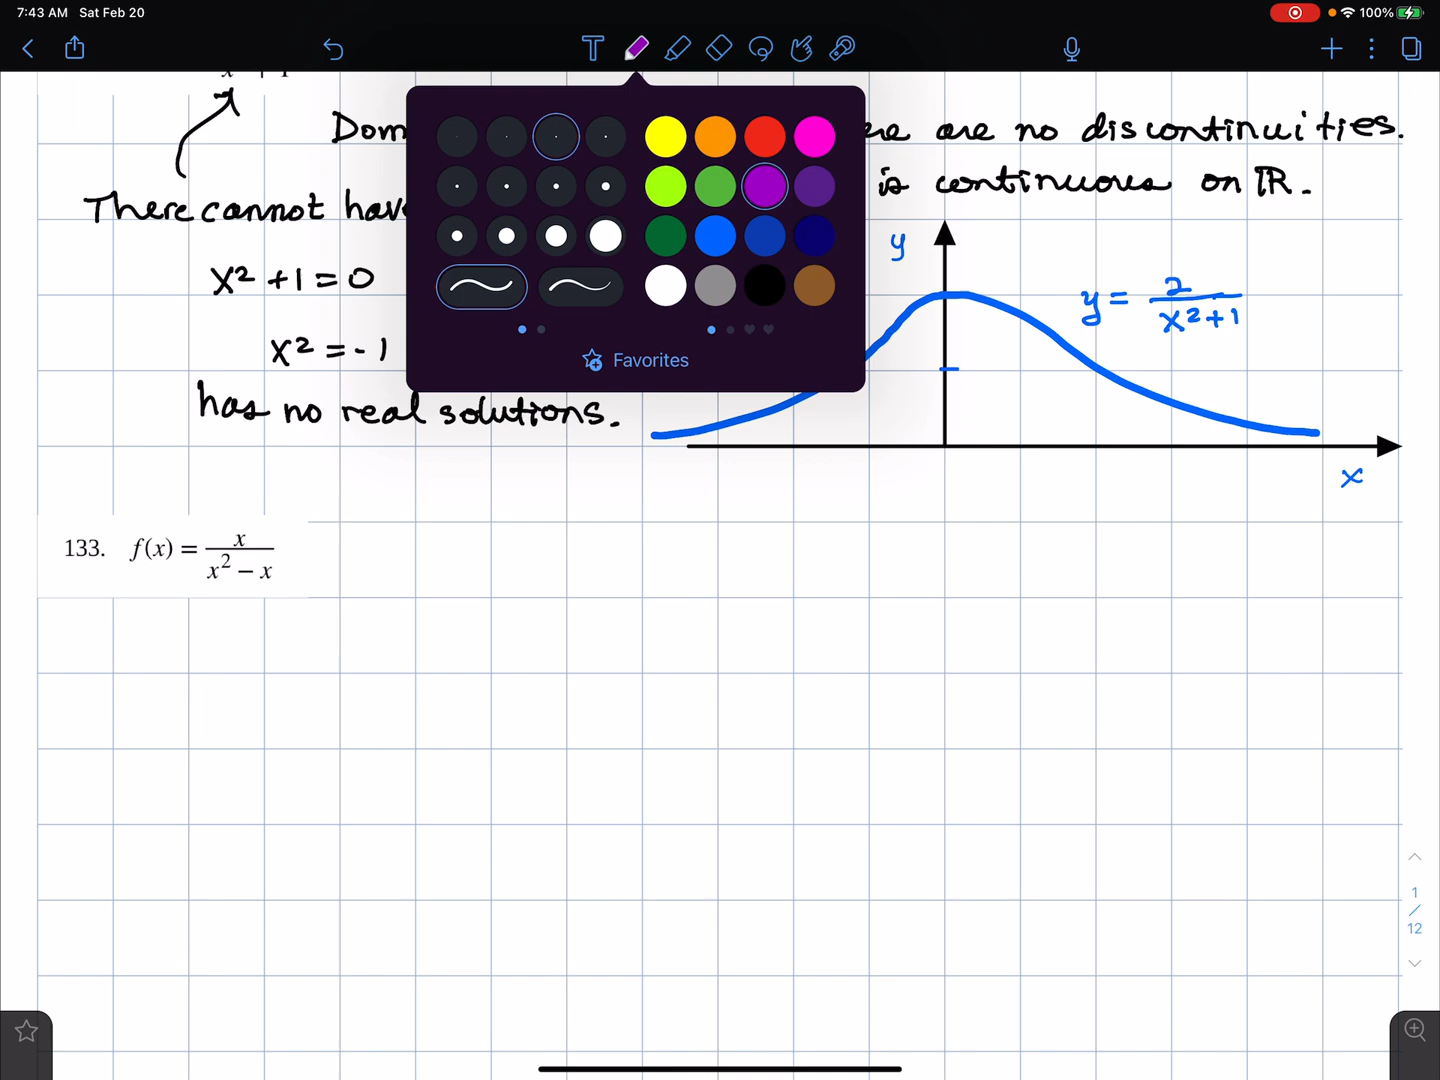 7:43 AM Sat Feb 20
100%
T
Dom
ere are no discontinuities.
There cannot have
is continuous on ℝ.
x² + 1 = 0
y
y = 2 / x²+1
x² = - 1
Favorites
has no real solutions.
x
133. f(x) = x / x² − x
1
/
12